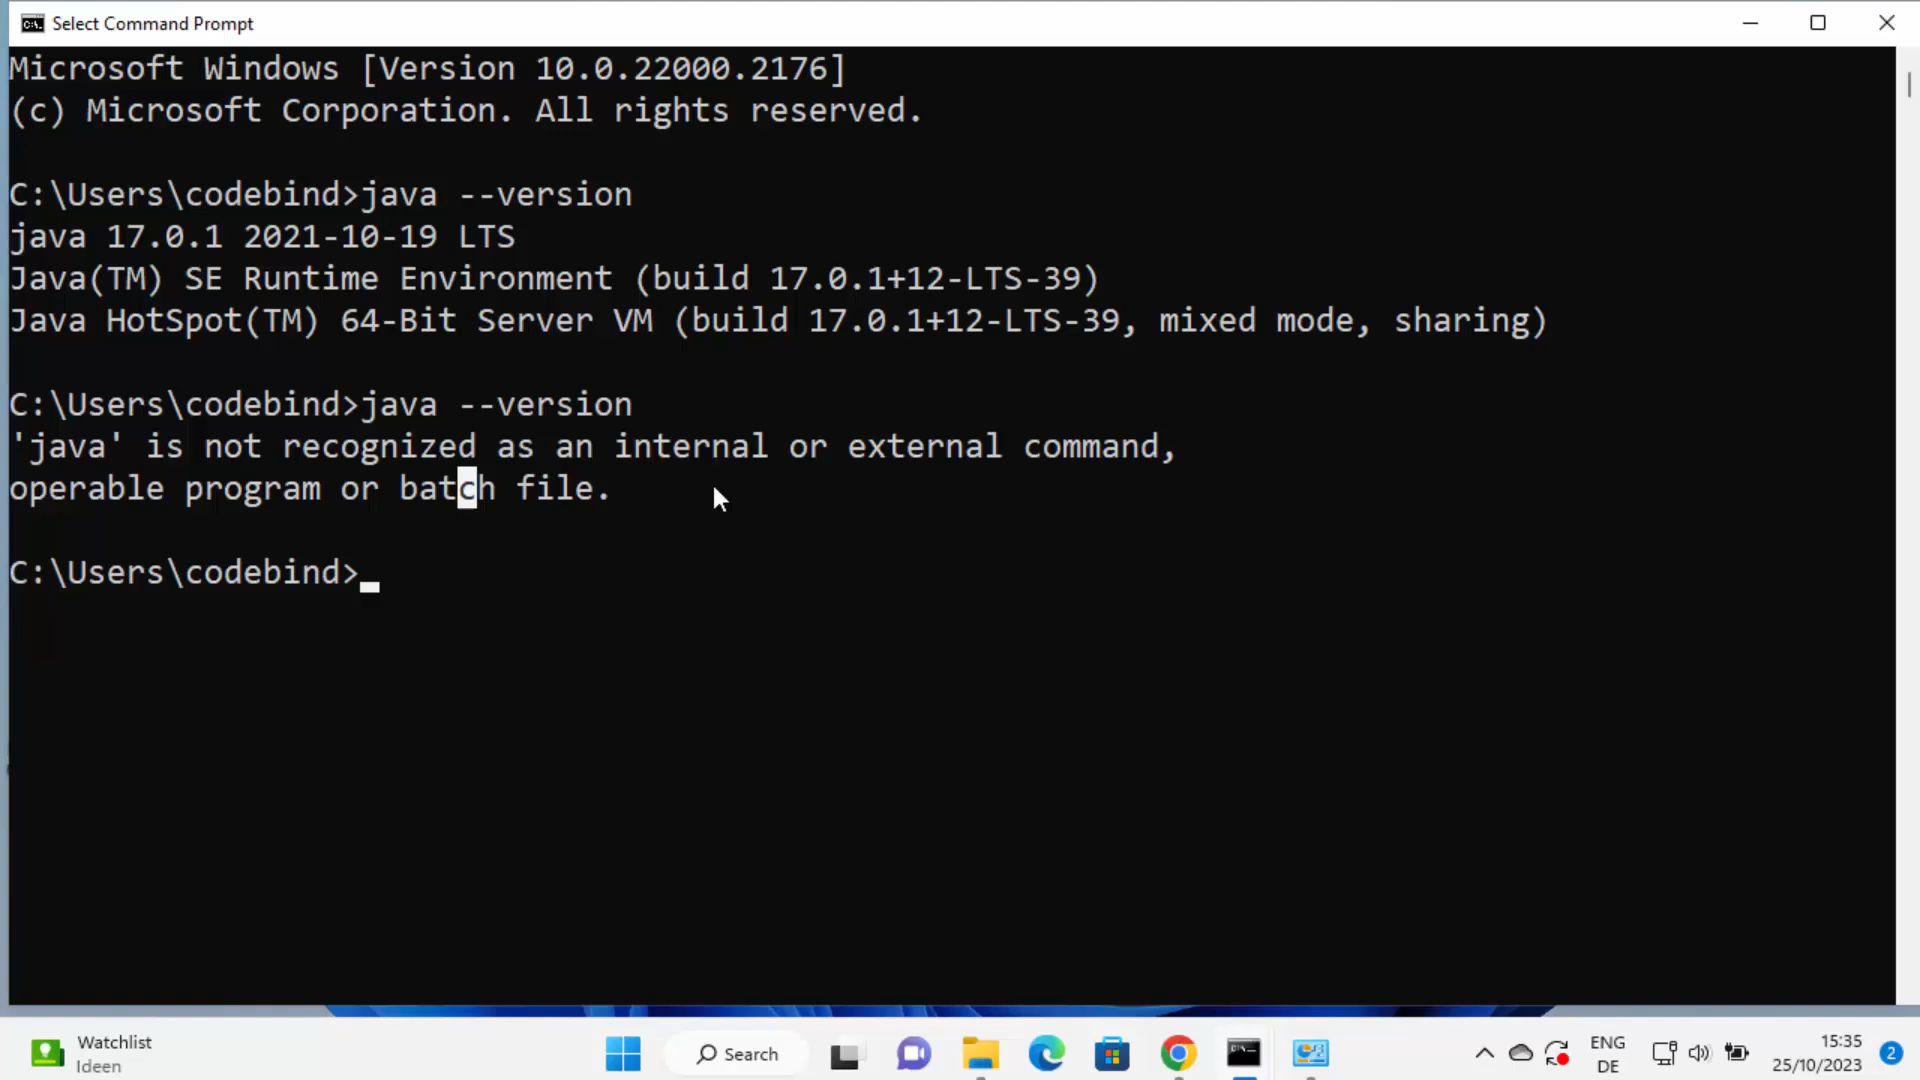 Select Command Prompt
Microsoft Windows [Version 10.0.22000.2176]
(c) Microsoft Corporation. All rights reserved.
C:\Users\codebind>java --version
java 17.0.1 2021-10-19 LTS
Java(TM) SE Runtime Environment (build 17.0.1+12-LTS-39)
Java HotSpot(TM) 64-Bit Server VM (build 17.0.1+12-LTS-39, mixed mode, sharing)
C:\Users\codebind>java --version
'java' is not recognized as an internal or external command,
operable program or batch file.
C:\Users\codebind>
Watchlist
Ideen
Search
ENG
DE
15:35
25/10/2023
2